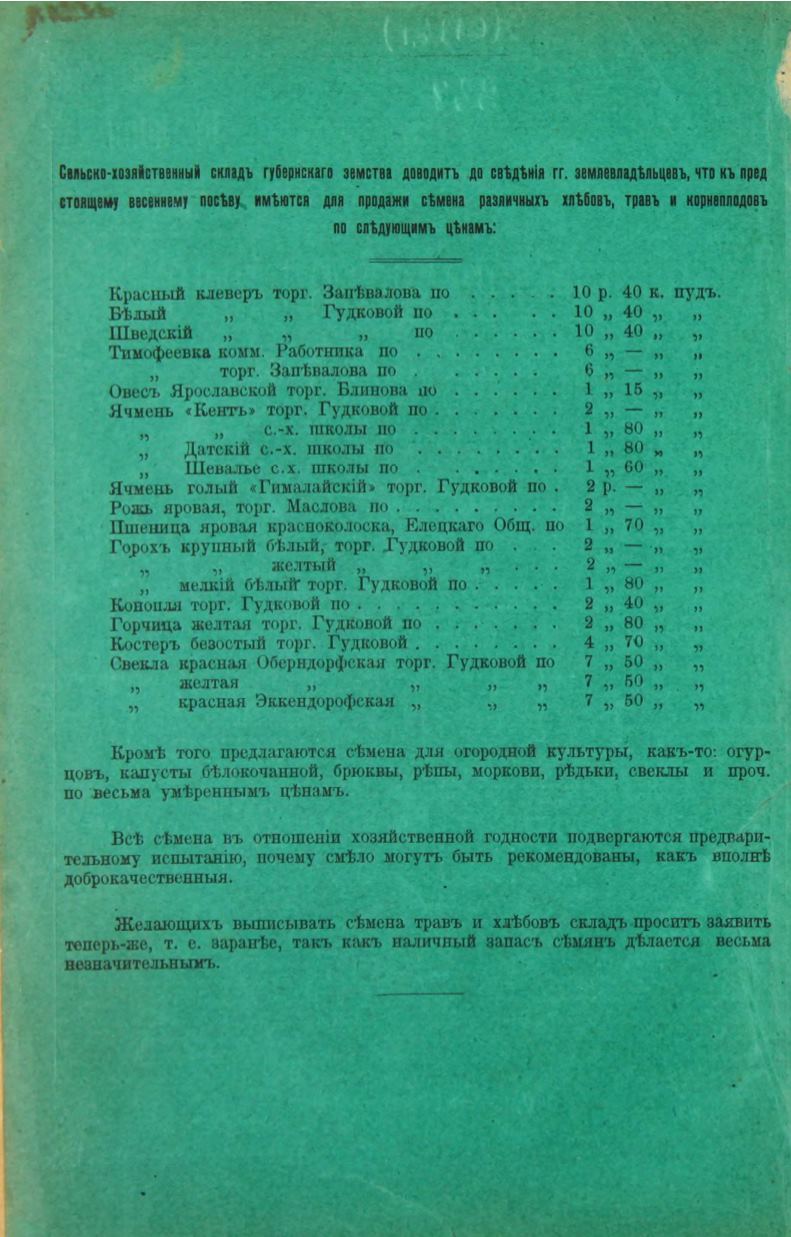 Сельско-хозяйственный складъ губернскаго земства доводитъ до свѣдѣнія гг. землевладѣльцевъ, что къ пред
стоящему весеннему посѣву имѣются для продажи сѣмена различныхъ хлѣбовъ, травъ и корнеплодовъ
по слѣдующимъ цѣнамъ:
Красный клеверъ торг. Запѣвалова по . . . . . 10 р. 40 к. пудъ.
Бѣлый „ „ Гудковой по . . . . . 10 „ 40 „ „
Шведскій „ „ „ по . . . . . . 10 „ 40 „ „
Тимофеевка комм. Работника по . . . . . . . . 6 „ — „ „
„ торг. Запѣвалова по . . . . . . 6 „ — „ „
Овесъ Ярославской торг. Блинова по . . . . . . 1 „ 15 „ „
Ячмень «Кентъ» торг. Гудковой по . . . . . . . 2 „ — „ „
„ „ с.-х. школы по . . . . . . . . 1 „ 80 „ „
„ Датскій с.-х. школы по . . . . . . . . 1 „ 80 „ „
„ Шевалье с.х. школы по . . . . . . . 1 „ 60 „ „
Ячмень голый «Гималайскій» торг. Гудковой по . 2 р. — „ „
Рожь яровая, торг. Маслова по . . . . . . . . . 2 „ — „ „
Пшеница яровая красноколоска, Елецкаго Общ. по 1 „ 70 „ „
Горохъ крупный бѣлый, торг. Гудковой по . . . 2 „ — „ „
„ „ желтый „ „ „ . . . 2 „ — „ „
„ мелкій бѣлый торг. Гудковой по . . . . . 1 „ 80 „ „
Конопля торг. Гудковой по . . . . . . . . . . . 2 „ 40 „ „
Горчица желтая торг. Гудковой по . . . . . . . 2 „ 80 „ „
Костеръ безостый торг. Гудковой . . . . . . . . 4 „ 70 „ „
Свекла красная Оберндорфская торг. Гудковой по 7 „ 50 „ „
„ желтая „ „ „ „ 7 „ 50 „ „
„ красная Эккендорофская „ „ „ 7 „ 50 „ „
Кромѣ того предлагаются сѣмена для огородной культуры, какъ-то: огур-
цовъ, капусты бѣлокочанной, брюквы, рѣпы, моркови, рѣдьки, свеклы и проч.
по весьма умѣреннымъ цѣнамъ.
Всѣ сѣмена въ отношеніи хозяйственной годности подвергаются предвари-
тельному испытанію, почему смѣло могутъ быть рекомендованы, какъ вполнѣ
доброкачественныя.
Желающихъ выписывать сѣмена травъ и хлѣбовъ складъ проситъ заявить
теперь-же, т. е. заранѣе, такъ какъ наличный запасъ сѣмянъ дѣлается весьма
незначительнымъ.